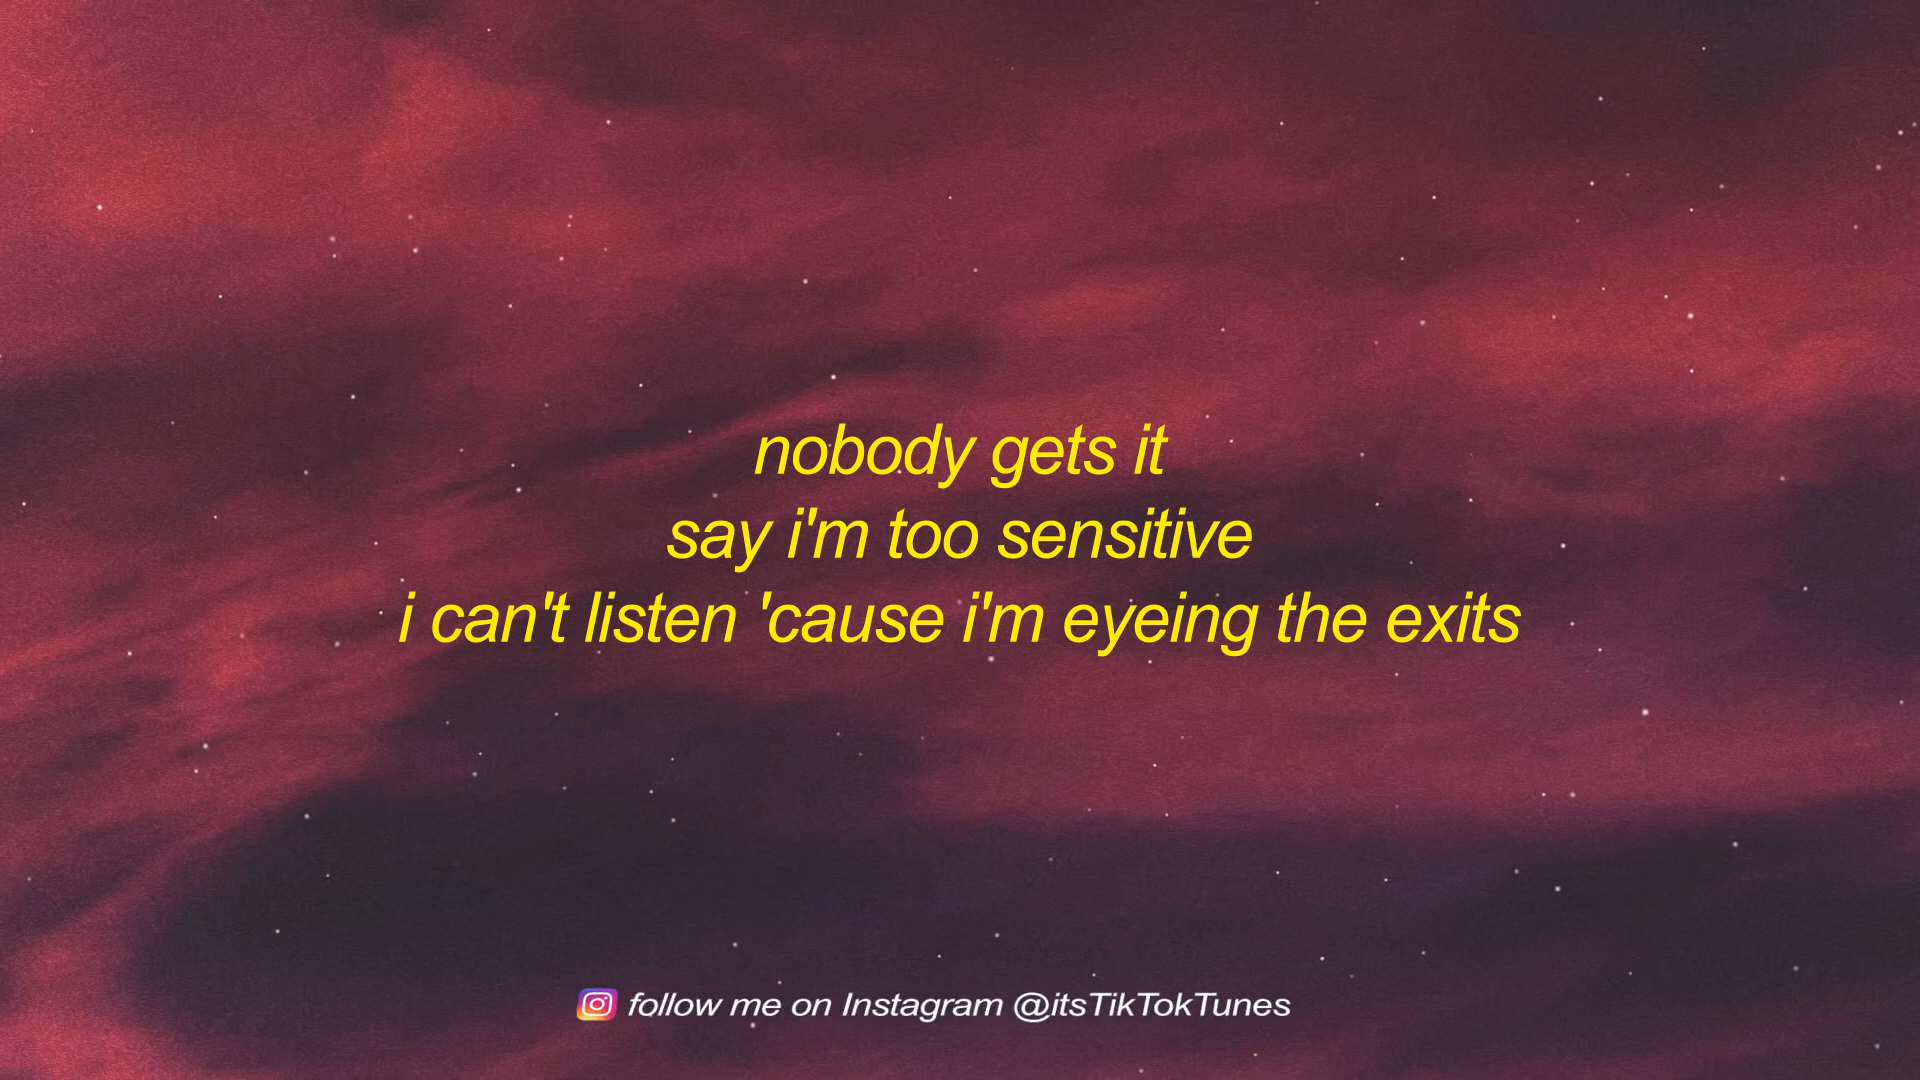 nobody gets it
say i'm too sensitive
i can't listen 'cause i'm eyeing the exits
follow me on Instagram @itsTikTokTunes